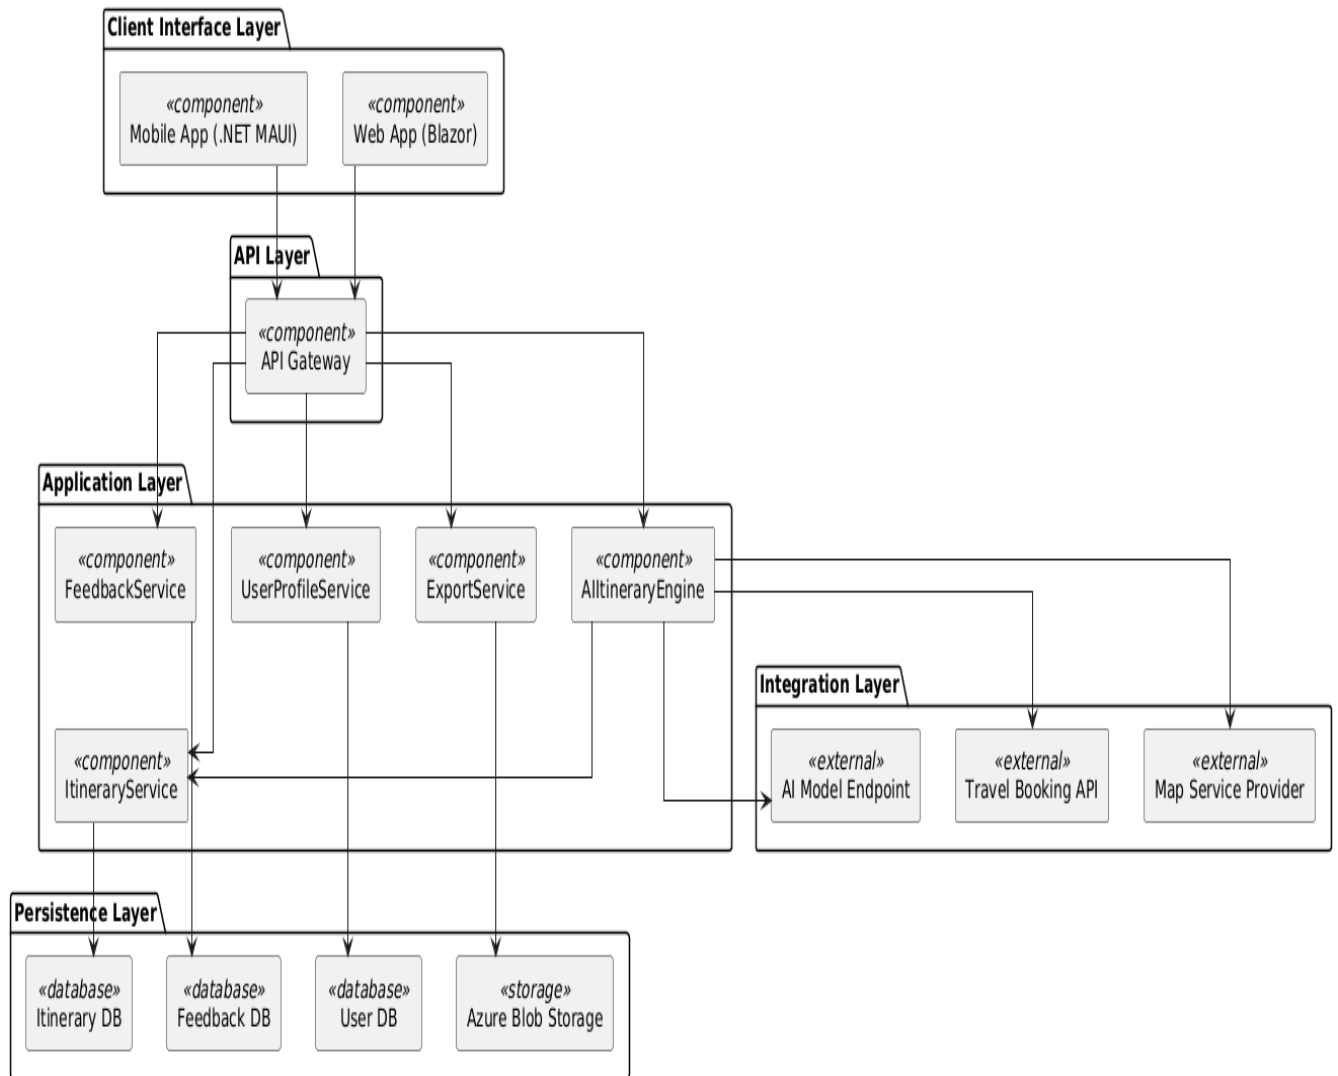 Client Interface Layer
«component»
Mobile App (.NET MAUI)
«component»
Web App (Blazor)
API Layer
«component»
API Gateway
Application Layer
«component»
FeedbackService
«component»
UserProfileService
«component»
ExportService
«component»
AIItineraryEngine
«component»
ItineraryService
Integration Layer
«external»
AI Model Endpoint
«external»
Travel Booking API
«external»
Map Service Provider
Persistence Layer
«database»
Itinerary DB
«database»
Feedback DB
«database»
User DB
«storage»
Azure Blob Storage